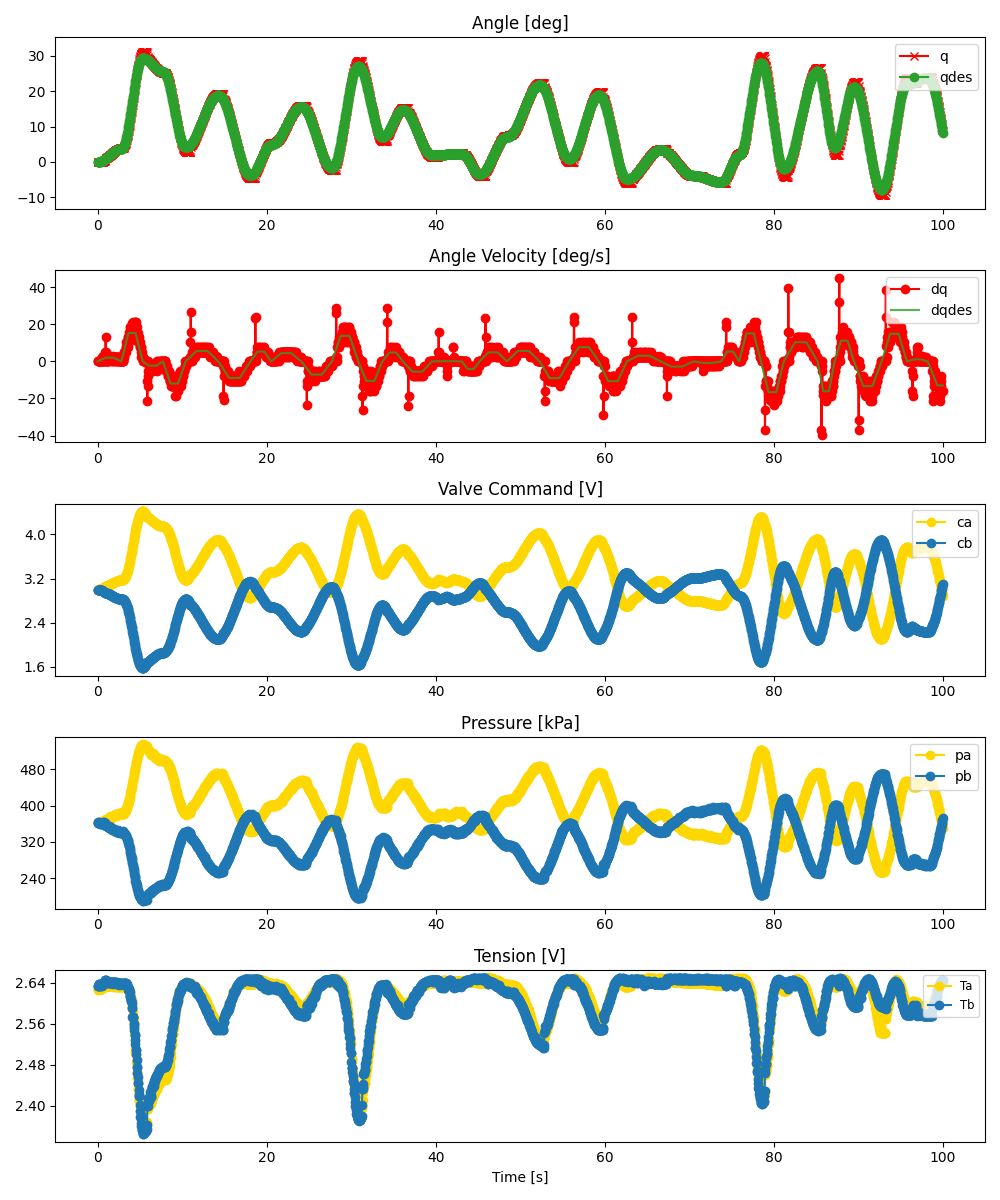 Angle [deg]
30
20
10
0
−10
q
qdes
0 20 40 60 80 100
Angle Velocity [deg/s]
40
20
0
−20
−40
dq
dqdes
0 20 40 60 80 100
Valve Command [V]
4.0
3.2
2.4
1.6
ca
cb
0 20 40 60 80 100
Pressure [kPa]
480
400
320
240
pa
pb
0 20 40 60 80 100
Tension [V]
2.64
2.56
2.48
2.40
Ta
Tb
0 20 40 60 80 100
Time [s]